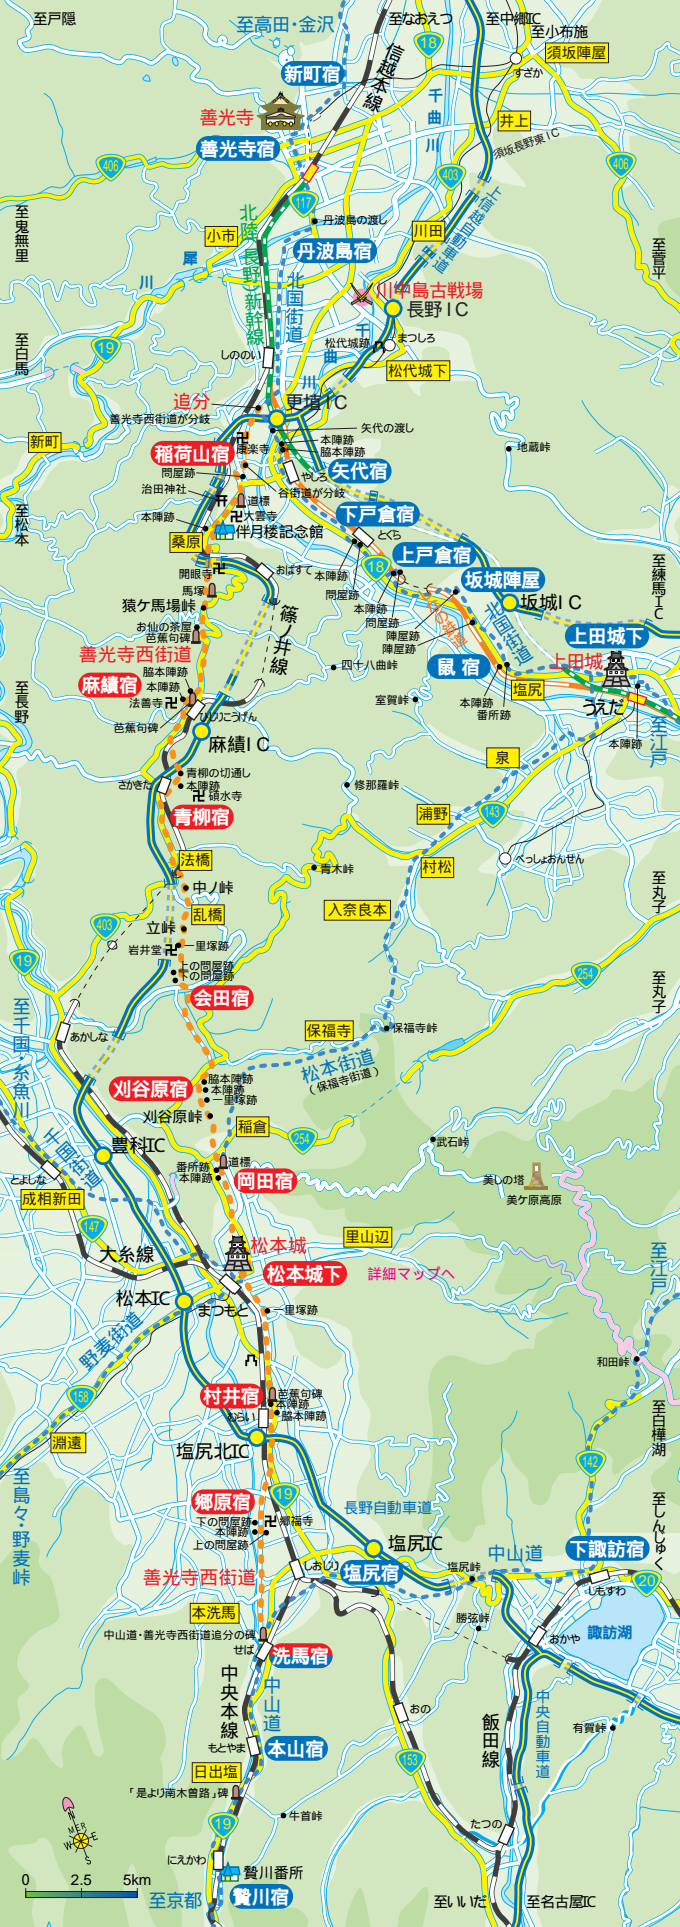 至戸隠
至高田・金沢
至なおえつ
至中郷IC
至小布施
須坂陣屋
18
信越本線
すざか
新町宿
千曲川
善光寺
井上
善光寺宿
須坂長野東IC
406
406
403
上信越自動車道
117
丹波島の渡し
至鬼無里
小市
北陸(長野)新幹線
川田
丹波島宿
至菅平
犀
川
北国街道
川中島古戦場
長野IC
千
曲
川
松代城跡
まつしろ
19
至白馬
しののい
松代城下
追分
更埴IC
善光寺西街道が分岐
新町
矢代の渡し
康楽寺
本陣跡
脇本陣跡
地蔵峠
稲荷山宿
問屋跡
やしろ
矢代宿
治田神社
谷街道が分岐
道標
至松本
本陣跡
大雲寺
下戸倉宿
伴月楼記念館
桑原
とぐら
上戸倉宿
至練馬IC
開眼寺
おばすて
本陣跡
18
馬塚
問屋跡
坂城陣屋
猿ケ馬場峠
本陣跡
坂城IC
お仙の茶屋
篠ノ井線
問屋跡
北国街道
芭蕉句碑
陣屋跡
上田城下
善光寺西街道
陣屋跡
上田城
四十八曲峠
鼠宿
脇本陣跡
麻績宿
本陣跡
塩尻
至長野
法善寺
室賀峠
本陣跡
うえだ
番所跡
芭蕉句碑
ひじりこうげん
至江戸
本陣跡
麻績IC
泉
さかきた
青柳の切通し
本陣跡
修那羅峠
碩水寺
青柳宿
浦野
143
法橋
べっしょおんせん
村松
青木峠
至丸子
中ノ峠
入奈良本
乱橋
403
立峠
岩井堂
一里塚跡
19
上の問屋跡
下の問屋跡
254
至丸子
会田宿
至千国・糸魚川
あかしな
保福寺
保福寺峠
松本街道
(保福寺街道)
刈谷原宿
脇本陣跡
本陣跡
一里塚跡
刈谷原峠
稲倉
千国街道
254
豊科IC
武石峠
番所跡
道標
とよしな
本陣跡
岡田宿
美しの塔
成相新田
美ケ原高原
147
里山辺
大糸線
松本城
至江戸
松本城下
詳細マップへ
松本IC
まつもと
一里塚跡
野麦街道
和田峠
158
村井宿
芭蕉句碑
本陣跡
むらい
脇本陣跡
至白樺湖
淵遠
塩尻北IC
142
至島々・野麦峠
19
郷原宿
長野自動車道
至しんじゅく
下の問屋跡
郷福寺
本陣跡
上の問屋跡
塩尻IC
中山道
下諏訪宿
しおじり
塩尻峠
善光寺西街道
塩尻宿
しもすわ
20
本洗馬
勝弦峠
中山道・善光寺西街道追分の碑
諏訪湖
せば
おかや
洗馬宿
中央本線
中山道
おの
飯田線
中央自動車道
有賀峠
もとやま
本山宿
153
日出塩
「是より南木曽路」碑
牛首峠
19
たつの
N
MER
W
E
S
にえかわ
贄川番所
0 2.5 5km
贄川宿
至京都
至いいだ
至名古屋IC